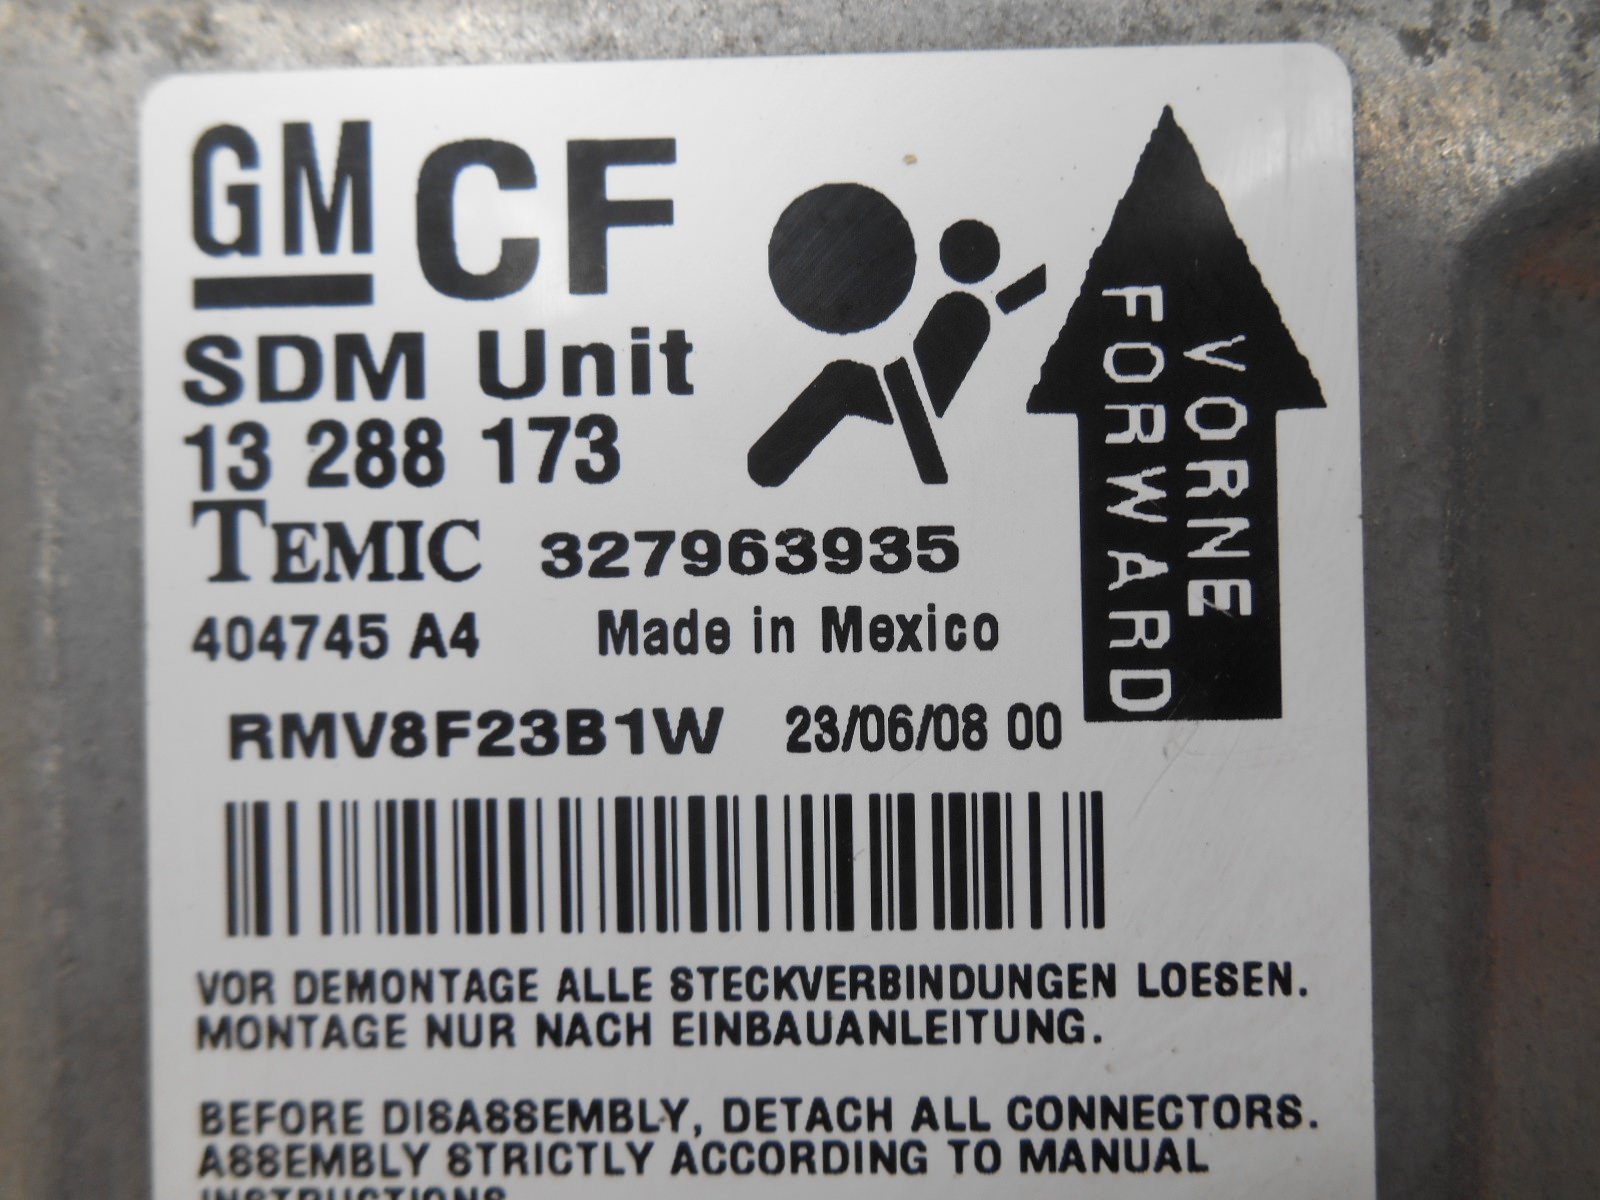 GM CF
SDM Unit
13 288 173
TEMIC 327963935
404745 A4 Made in Mexico
RMV8F23B1W 23/06/08 00
VORNE
FORWARD
VOR DEMONTAGE ALLE STECKVERBINDUNGEN LOESEN.
MONTAGE NUR NACH EINBAUANLEITUNG.
BEFORE DISASSEMBLY, DETACH ALL CONNECTORS.
ASSEMBLY STRICTLY ACCORDING TO MANUAL
INSTRUCTIONS